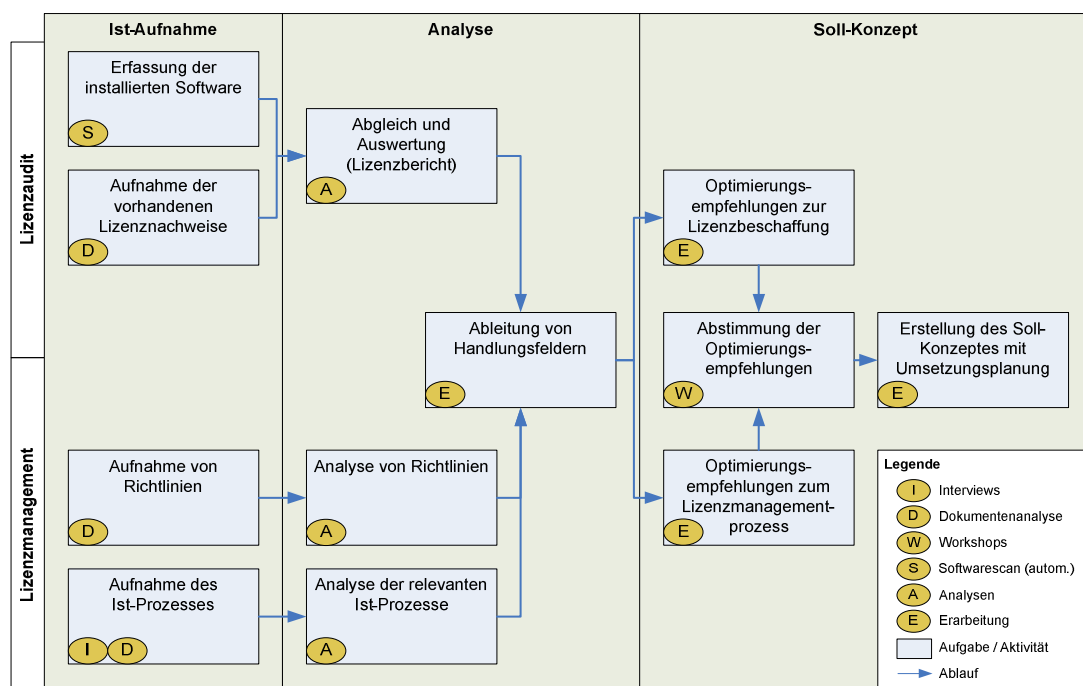 Ist-Aufnahme
Analyse
Soll-Konzept
Lizenzaudit
Erfassung der
installierten Software
S
Aufnahme der
vorhandenen
Lizenznachweise
D
Abgleich und
Auswertung
(Lizenzbericht)
A
Optimierungs-
empfehlungen zur
Lizenzbeschaffung
E
Ableitung von
Handlungsfeldern
E
Abstimmung der
Optimierungs-
empfehlungen
W
Erstellung des Soll-
Konzeptes mit
Umsetzungsplanung
E
Lizenzmanagement
Aufnahme von
Richtlinien
D
Analyse von Richtlinien
A
Optimierungs-
empfehlungen zum
Lizenzmanagement-
prozess
E
Aufnahme des
Ist-Prozesses
I D
Analyse der relevanten
Ist-Prozesse
A
Legende
I Interviews
D Dokumentenanalyse
W Workshops
S Softwarescan (autom.)
A Analysen
E Erarbeitung
Aufgabe / Aktivität
Ablauf